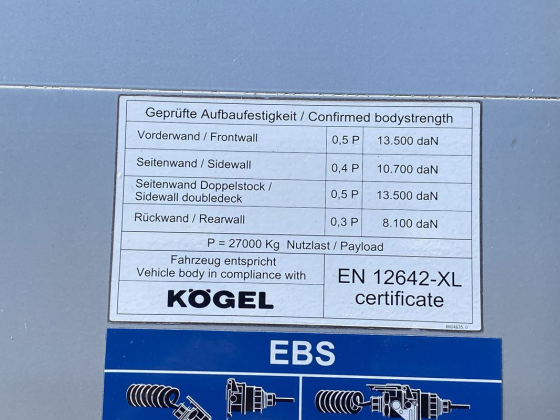 Geprüfte Aufbaufestigkeit / Confirmed bodystrength
Vorderwand / Frontwall 0,5 P 13.500 daN
Seitenwand / Sidewall 0,4 P 10.700 daN
Seitenwand Doppelstock /
Sidewall doubledeck 0,5 P 13.500 daN
Rückwand / Rearwall 0,3 P 8.100 daN
P = 27000 Kg Nutzlast / Payload
Fahrzeug entspricht
Vehicle body in compliance with
KÖGEL
EN 12642-XL
certificate
EBS